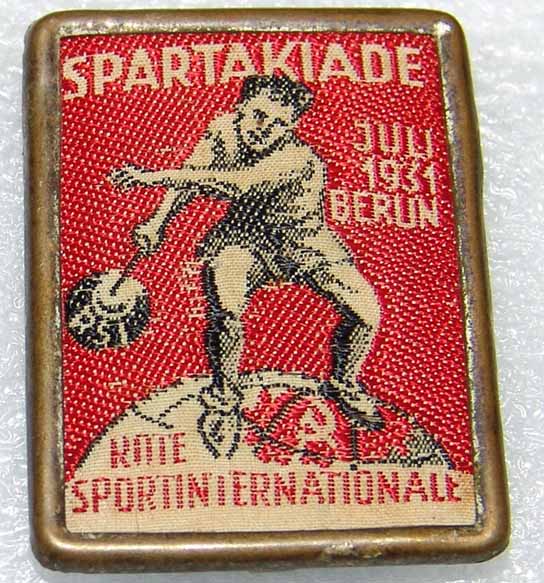 SPARTAKIADE
JULI
1931
BERLIN
ROTE
SPORTINTERNATIONALE